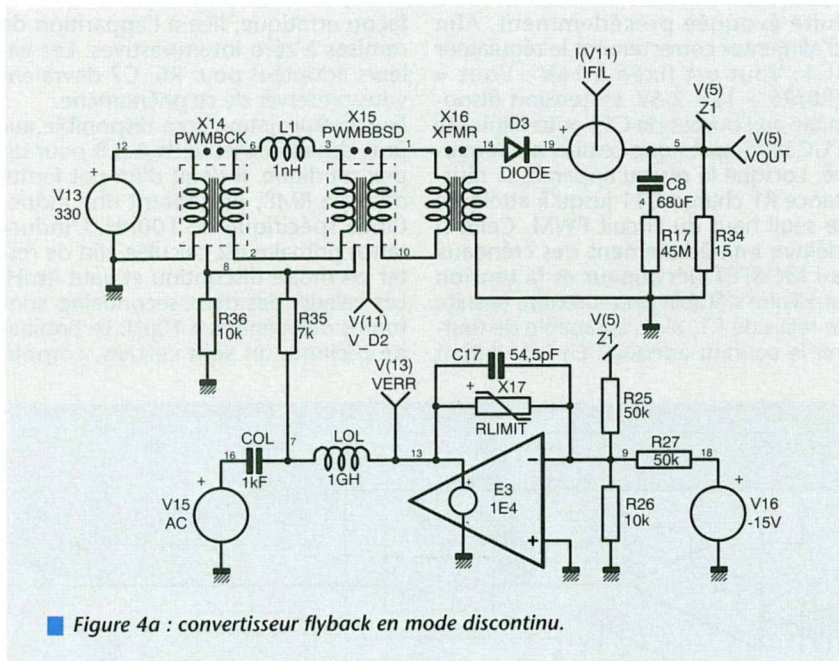 I(V11)
IFIL
V(5)
Z1
V(5)
VOUT
X14
PWMBCK
L1
1nH
X15
PWMBBSD
X16
XFMR
D3
DIODE
12
6
3
1
14
19
5
V13
330
C8
68uF
R17
45M
R34
15
8
10
R36
10k
R35
7k
V(11)
V_D2
V(13)
VERR
C17
54,5pF
X17
RLIMIT
V(5)
Z1
R25
50k
COL
1kF
16
7
LOL
1GH
13
E3
1E4
9
R27
50k
18
V15
AC
R26
10k
V16
-15V
Figure 4a : convertisseur flyback en mode discontinu.